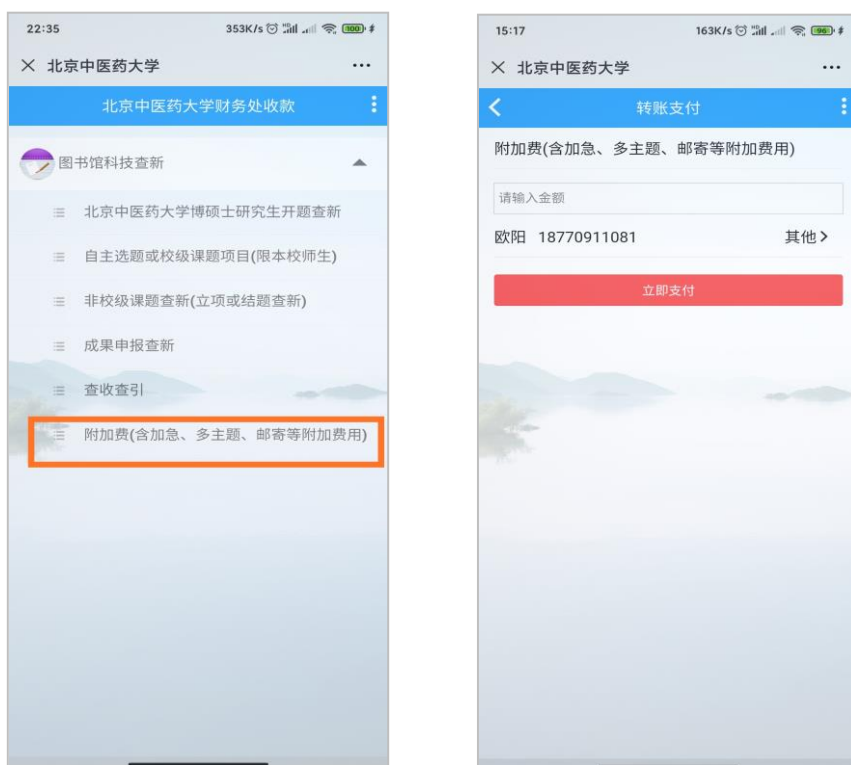 22:35
353K/s
100
北京中医药大学
北京中医药大学财务处收款
图书馆科技查新
北京中医药大学博硕士研究生开题查新
自主选题或校级课题项目(限本校师生)
非校级课题查新(立项或结题查新)
成果申报查新
查收查引
附加费(含加急、多主题、邮寄等附加费用)
15:17
163K/s
96
北京中医药大学
转账支付
附加费(含加急、多主题、邮寄等附加费用)
请输入金额
欧阳 18770911081 其他
立即支付